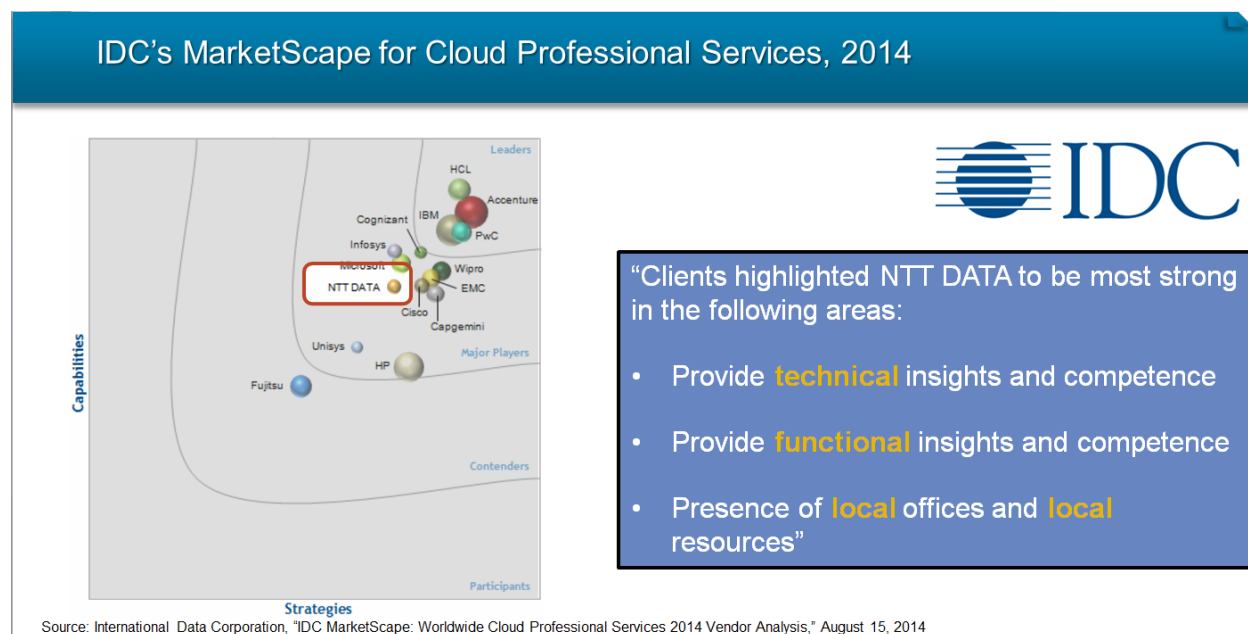 IDC's MarketScape for Cloud Professional Services, 2014
Leaders
HCL
Accenture
IBM
Cognizant
PwC
Infosys
Microsoft
Wipro
NTT DATA
EMC
Cisco
Capgemini
Unisys
Major Players
HP
Fujitsu
Capabilities
Contenders
Participants
Strategies
IDC
“Clients highlighted NTT DATA to be most strong
in the following areas:
• Provide technical insights and competence
• Provide functional insights and competence
• Presence of local offices and local
resources”
Source: International Data Corporation, “IDC MarketScape: Worldwide Cloud Professional Services 2014 Vendor Analysis,” August 15, 2014